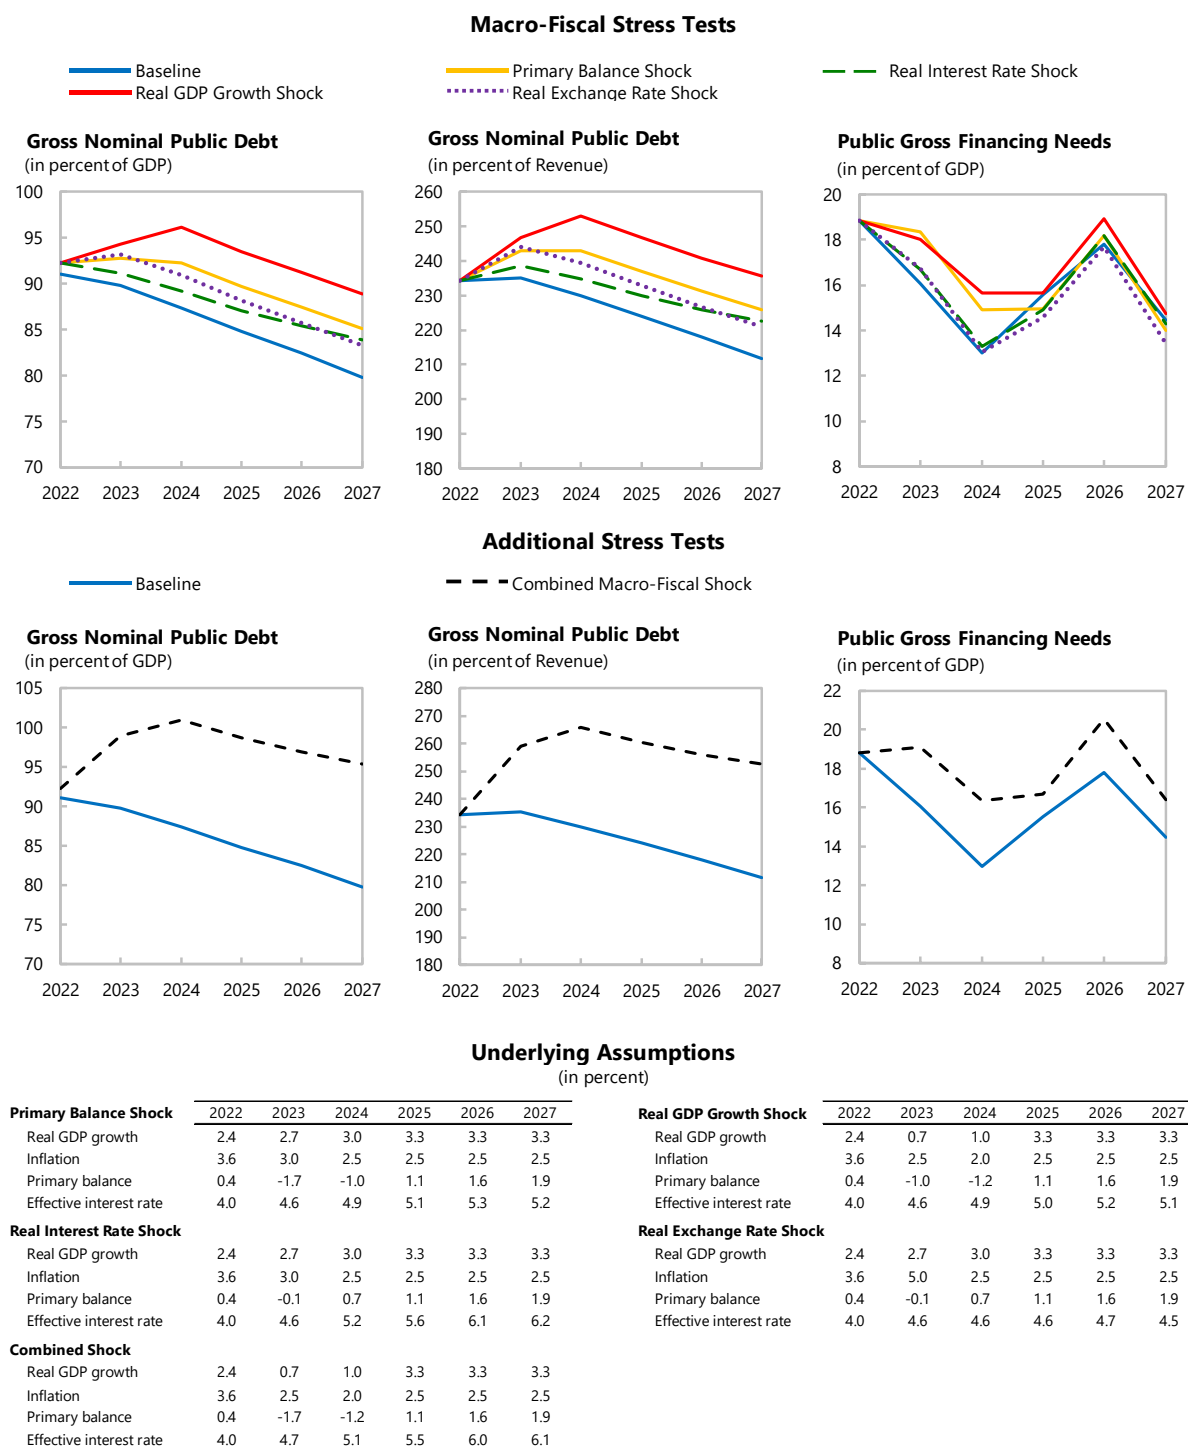 Macro-Fiscal Stress Tests
Baseline
Primary Balance Shock
Real Interest Rate Shock
Real GDP Growth Shock
Real Exchange Rate Shock
Gross Nominal Public Debt
(in percent of GDP)
100
95
90
85
80
75
70
2022 2023 2024 2025 2026 2027
Gross Nominal Public Debt
(in percent of Revenue)
260
250
240
230
220
210
200
190
180
2022 2023 2024 2025 2026 2027
Public Gross Financing Needs
(in percent of GDP)
20
18
16
14
12
10
8
2022 2023 2024 2025 2026 2027
Additional Stress Tests
Baseline
Combined Macro-Fiscal Shock
Gross Nominal Public Debt
(in percent of GDP)
105
100
95
90
85
80
75
70
2022 2023 2024 2025 2026 2027
Gross Nominal Public Debt
(in percent of Revenue)
280
270
260
250
240
230
220
210
200
190
180
2022 2023 2024 2025 2026 2027
Public Gross Financing Needs
(in percent of GDP)
22
20
18
16
14
12
10
8
2022 2023 2024 2025 2026 2027
Underlying Assumptions
(in percent)
Primary Balance Shock 2022 2023 2024 2025 2026 2027
Real GDP growth 2.4 2.7 3.0 3.3 3.3 3.3
Inflation 3.6 3.0 2.5 2.5 2.5 2.5
Primary balance 0.4 -1.7 -1.0 1.1 1.6 1.9
Effective interest rate 4.0 4.6 4.9 5.1 5.3 5.2
Real Interest Rate Shock
Real GDP growth 2.4 2.7 3.0 3.3 3.3 3.3
Inflation 3.6 3.0 2.5 2.5 2.5 2.5
Primary balance 0.4 -0.1 0.7 1.1 1.6 1.9
Effective interest rate 4.0 4.6 5.2 5.6 6.1 6.2
Combined Shock
Real GDP growth 2.4 0.7 1.0 3.3 3.3 3.3
Inflation 3.6 2.5 2.0 2.5 2.5 2.5
Primary balance 0.4 -1.7 -1.2 1.1 1.6 1.9
Effective interest rate 4.0 4.7 5.1 5.5 6.0 6.1
Real GDP Growth Shock 2022 2023 2024 2025 2026 2027
Real GDP growth 2.4 0.7 1.0 3.3 3.3 3.3
Inflation 3.6 2.5 2.0 2.5 2.5 2.5
Primary balance 0.4 -1.0 -1.2 1.1 1.6 1.9
Effective interest rate 4.0 4.6 4.9 5.0 5.2 5.1
Real Exchange Rate Shock
Real GDP growth 2.4 2.7 3.0 3.3 3.3 3.3
Inflation 3.6 5.0 2.5 2.5 2.5 2.5
Primary balance 0.4 -0.1 0.7 1.1 1.6 1.9
Effective interest rate 4.0 4.6 4.6 4.6 4.7 4.5